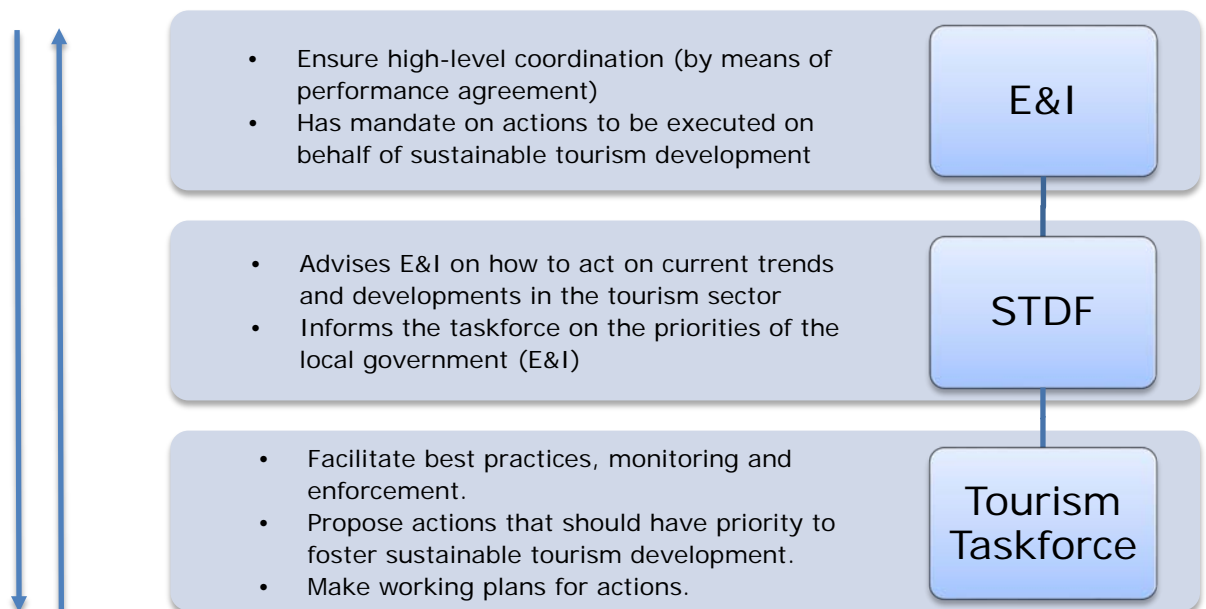 • Ensure high-level coordination (by means of
performance agreement)
• Has mandate on actions to be executed on
behalf of sustainable tourism development
E&I
• Advises E&I on how to act on current trends
and developments in the tourism sector
• Informs the taskforce on the priorities of the
local government (E&I)
STDF
• Facilitate best practices, monitoring and
enforcement.
• Propose actions that should have priority to
foster sustainable tourism development.
• Make working plans for actions.
Tourism
Taskforce